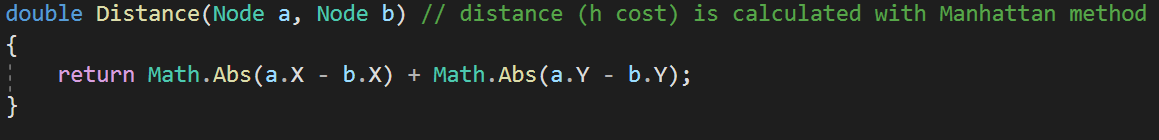 double Distance(Node a, Node b) // distance (h cost) is calculated with Manhattan method
{
    return Math.Abs(a.X - b.X) + Math.Abs(a.Y - b.Y);
}